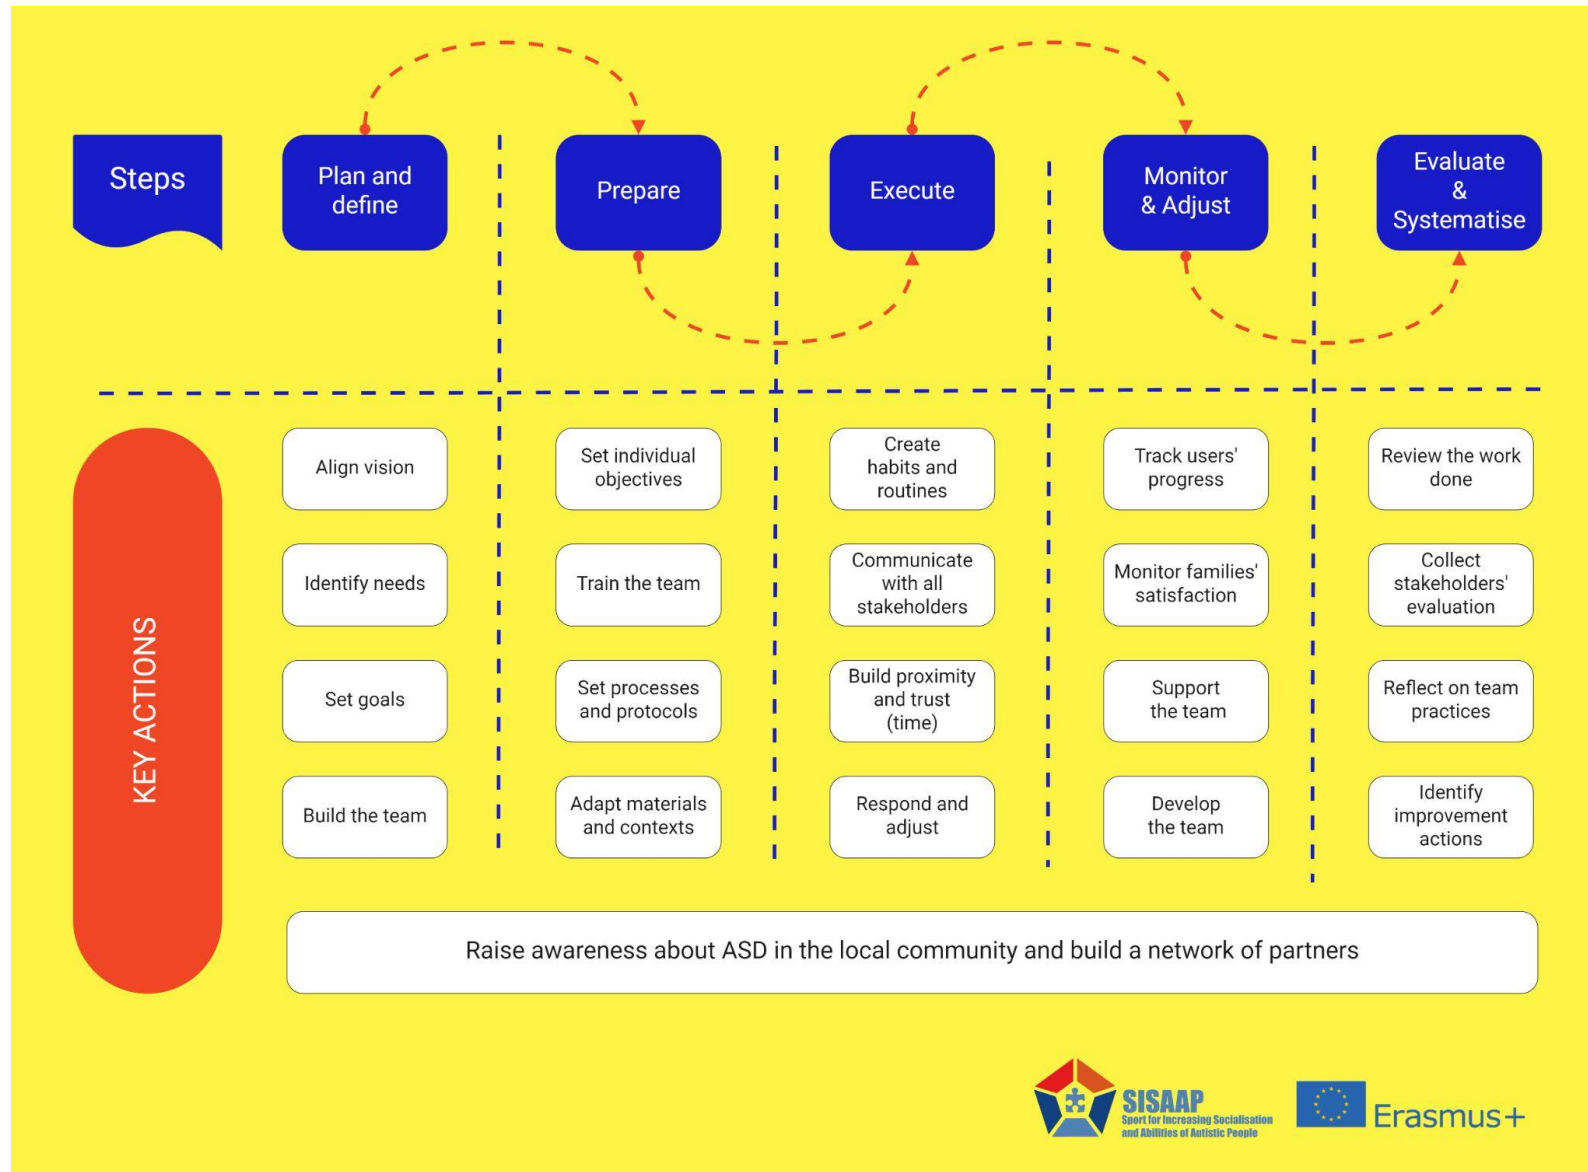 Steps
Plan and
define
Prepare
Execute
Monitor
& Adjust
Evaluate
&
Systematise
KEY ACTIONS
Align vision
Set individual
objectives
Create
habits and
routines
Track users'
progress
Review the work
done
Identify needs
Train the team
Communicate
with all
stakeholders
Monitor families'
satisfaction
Collect
stakeholders'
evaluation
Set goals
Set processes
and protocols
Build proximity
and trust
(time)
Support
the team
Reflect on team
practices
Build the team
Adapt materials
and contexts
Respond and
adjust
Develop
the team
Identify
improvement
actions
Raise awareness about ASD in the local community and build a network of partners
SISAAP
Sport for Increasing Socialisation
and Abilities of Autistic People
Erasmus+